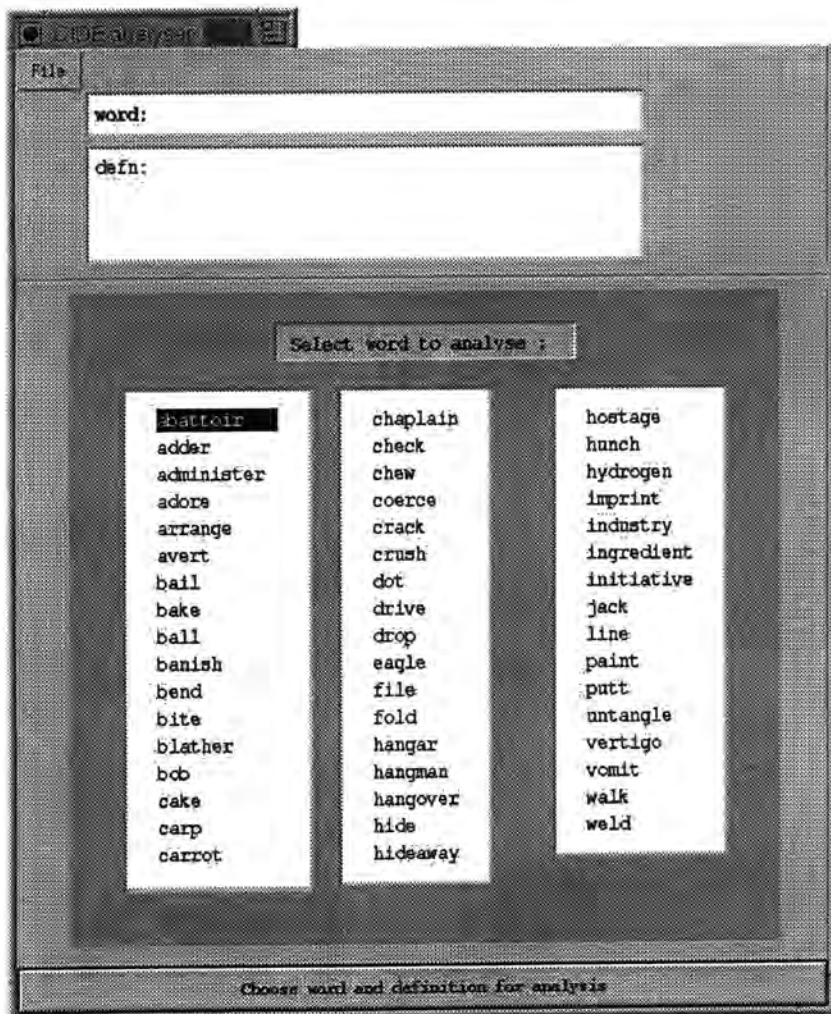 CIDEanalyser
File
word:
defn:
Select word to analyse :
abattoir
adder
administer
adore
arrange
avert
bail
bake
ball
banish
bend
bite
blather
bob
cake
carp
carrot
chaplain
check
chew
coerce
crack
crush
dot
drive
drop
eagle
file
fold
hangar
hangman
hangover
hide
hideaway
hostage
hunch
hydrogen
imprint
industry
ingredient
initiative
jack
line
paint
putt
untangle
vertigo
vomit
walk
weld
Choose word and definition for analysis